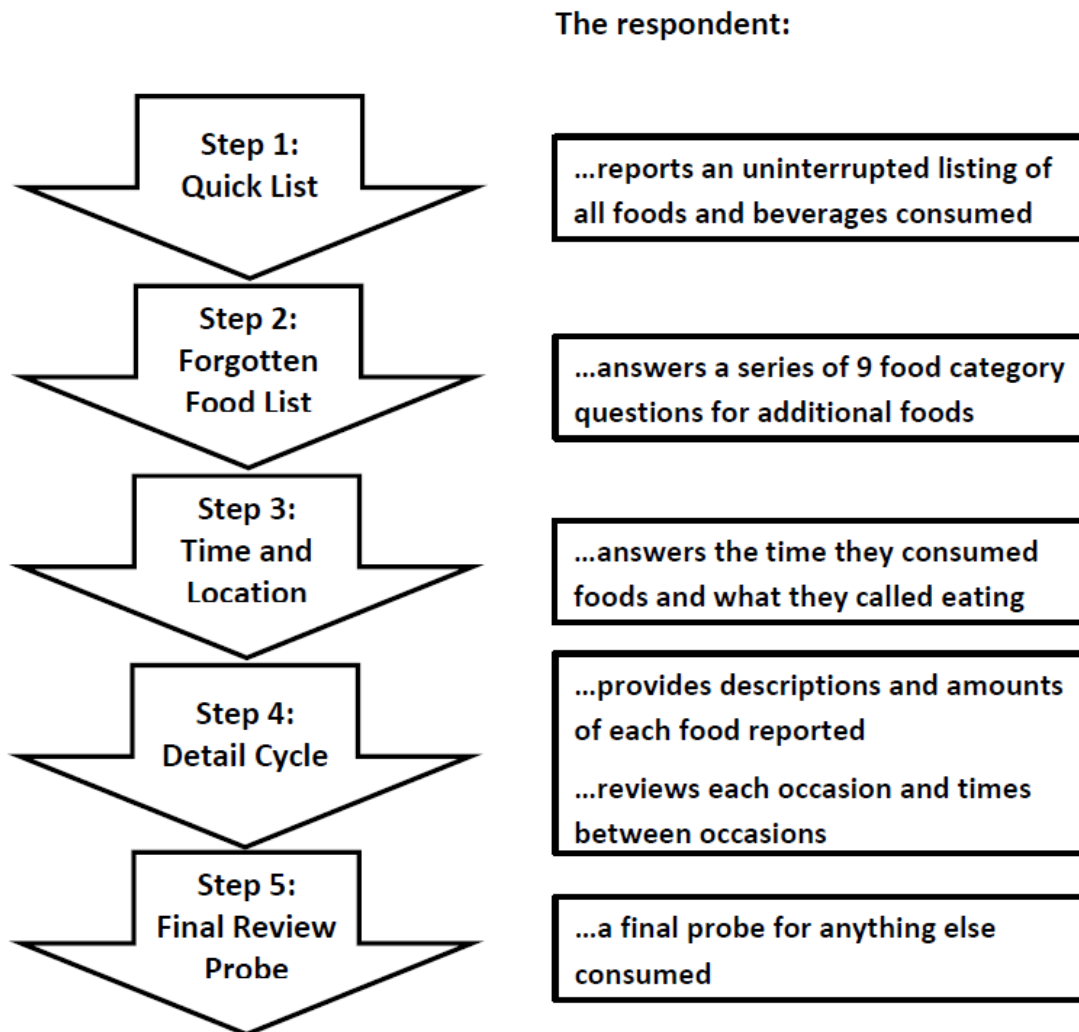 The respondent:
Step 1:
Quick List
...reports an uninterrupted listing of
all foods and beverages consumed
Step 2:
Forgotten
Food List
...answers a series of 9 food category
questions for additional foods
Step 3:
Time and
Location
...answers the time they consumed
foods and what they called eating
Step 4:
Detail Cycle
...provides descriptions and amounts
of each food reported
...reviews each occasion and times
between occasions
Step 5:
Final Review
Probe
...a final probe for anything else
consumed